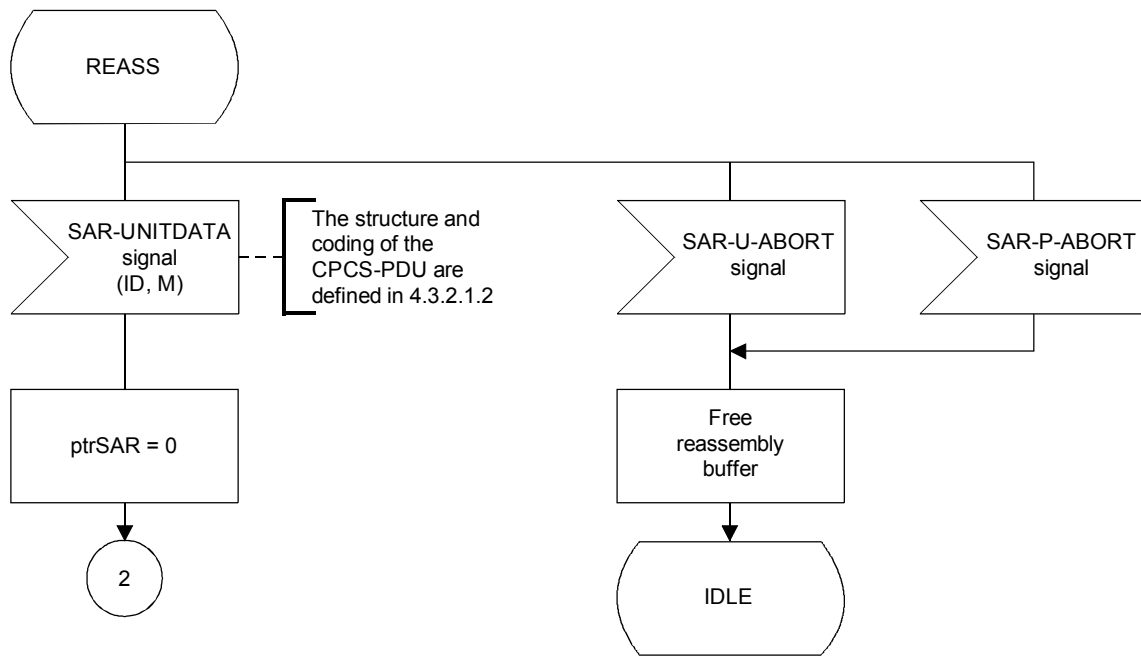 REASS
SAR-UNITDATA
signal
(ID, M)
The structure and
coding of the
CPCS-PDU are
defined in 4.3.2.1.2
SAR-U-ABORT
signal
SAR-P-ABORT
signal
ptrSAR = 0
Free
reassembly
buffer
2
IDLE